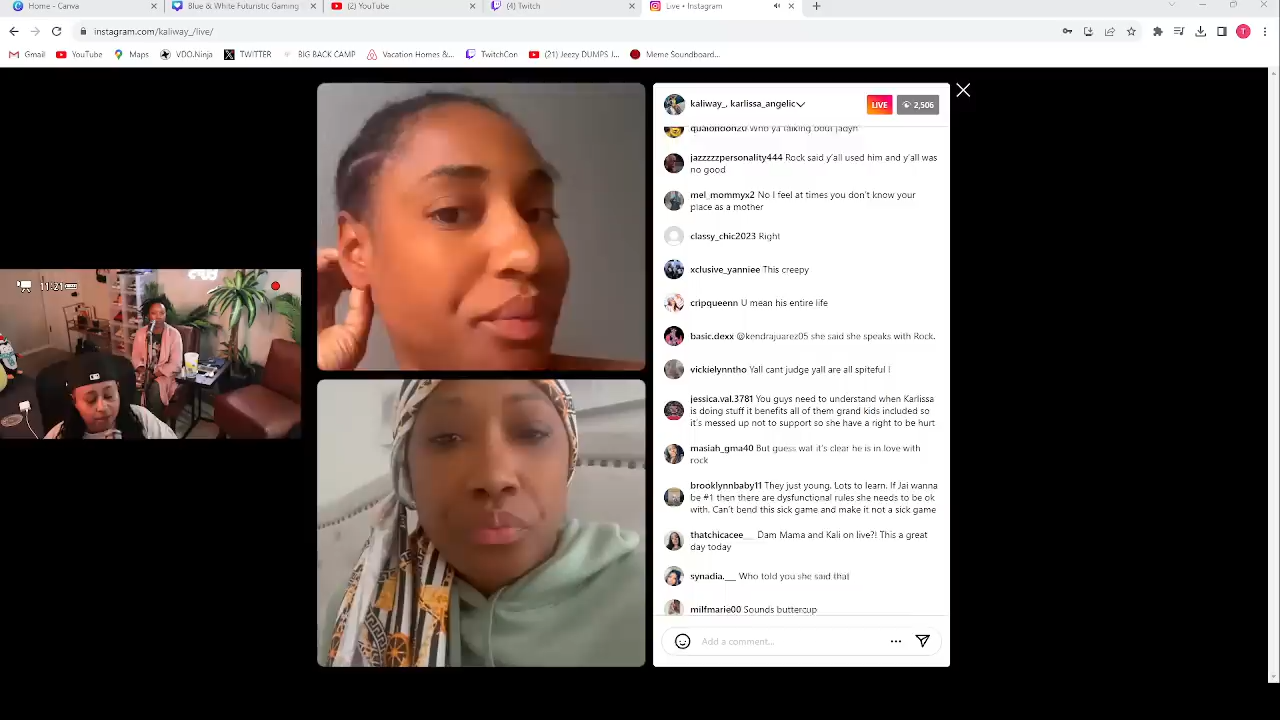 Home - Canva
Blue & White Futuristic Gaming
(2) YouTube
(4) Twitch
Live • Instagram
instagram.com/kaliway_/live/
Gmail
YouTube
Maps
VDO.Ninja
TWITTER
BIG BACK CAMP
Vacation Homes &...
TwitchCon
(21) Jeezy DUMPS J...
Meme Soundboard...
kaliway_, karlissa_angelic
LIVE
2,506
qualondon20 Who ya talking bout jadyn
jazzzzpersonality444 Rock said y'all used him and y'all was
no good
mel_mommyx2 No I feel at times you don't know your
place as a mother
classy_chic2023 Right
xclusive_yanniee This creepy
cripqueenn U mean his entire life
basic.dexx @kendrajuarez05 she said she speaks with Rock.
vickielynntho Yall cant judge yall are all spiteful !
jessica.val.3781 You guys need to understand when Karlissa
is doing stuff it benefits all of them grand kids included so
it's messed up not to support so she have a right to be hurt
masiah_gma40 But guess wat it's clear he is in love with
rock
brooklynnbaby11 They just young. Lots to learn. If Jai wanna
be #1 then there are dysfunctional rules she needs to be ok
with. Can't bend this sick game and make it not a sick game
thatchicacee__ Dam Mama and Kali on live?! This a great
day today
synadia.___ Who told you she said that
milfmarie00 Sounds buttercup
Add a comment...